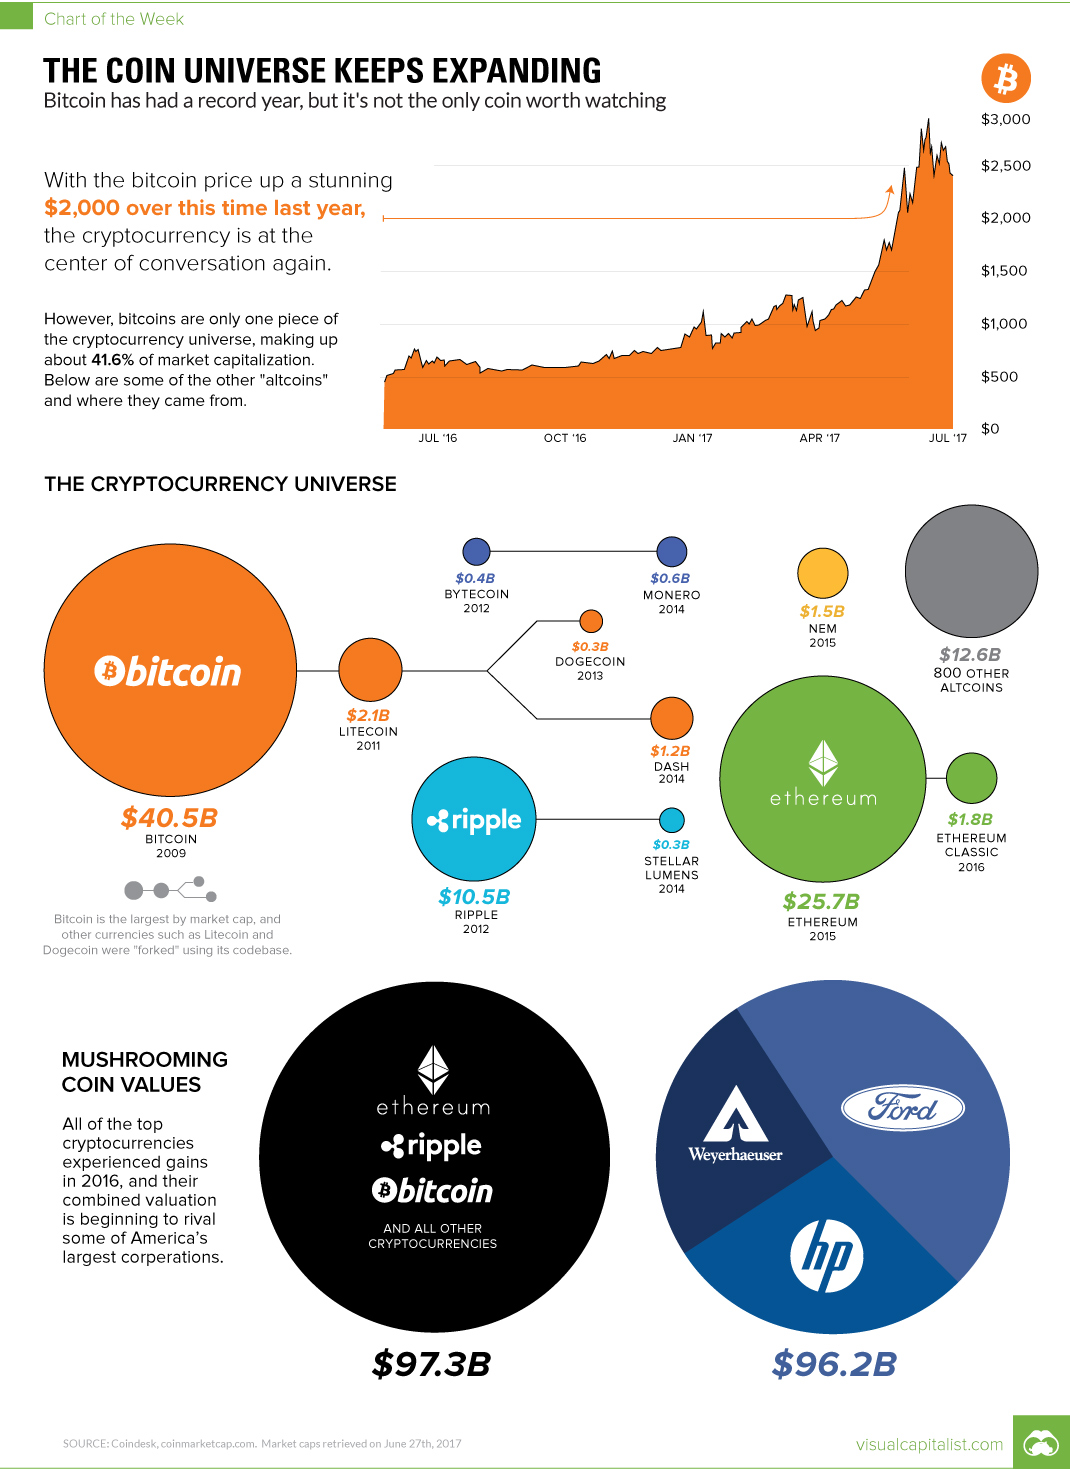 Chart of the Week
THE COIN UNIVERSE KEEPS EXPANDING
Bitcoin has had a record year, but it's not the only coin worth watching
With the bitcoin price up a stunning
$2,000 over this time last year,
the cryptocurrency is at the
center of conversation again.
However, bitcoins are only one piece of
the cryptocurrency universe, making up
about 41.6% of market capitalization.
Below are some of the other "altcoins"
and where they came from.
$3,000
$2,500
$2,000
$1,500
$1,000
$500
$0
JUL '16
OCT '16
JAN '17
APR '17
JUL '17
THE CRYPTOCURRENCY UNIVERSE
bitcoin
$40.5B
BITCOIN
2009
$2.1B
LITECOIN
2011
$0.4B
BYTECOIN
2012
$0.6B
MONERO
2014
$0.3B
DOGECOIN
2013
$1.2B
DASH
2014
ripple
$10.5B
RIPPLE
2012
$0.3B
STELLAR
LUMENS
2014
$1.5B
NEM
2015
$12.6B
800 OTHER
ALTCOINS
ethereum
$25.7B
ETHEREUM
2015
$1.8B
ETHEREUM
CLASSIC
2016
Bitcoin is the largest by market cap, and
other currencies such as Litecoin and
Dogecoin were "forked" using its codebase.
MUSHROOMING
COIN VALUES
All of the top
cryptocurrencies
experienced gains
in 2016, and their
combined valuation
is beginning to rival
some of America's
largest corperations.
ethereum
ripple
bitcoin
AND ALL OTHER
CRYPTOCURRENCIES
$97.3B
Weyerhaeuser
Ford
hp
$96.2B
SOURCE: Coindesk, coinmarketcap.com. Market caps retrieved on June 27th, 2017
visualcapitalist.com